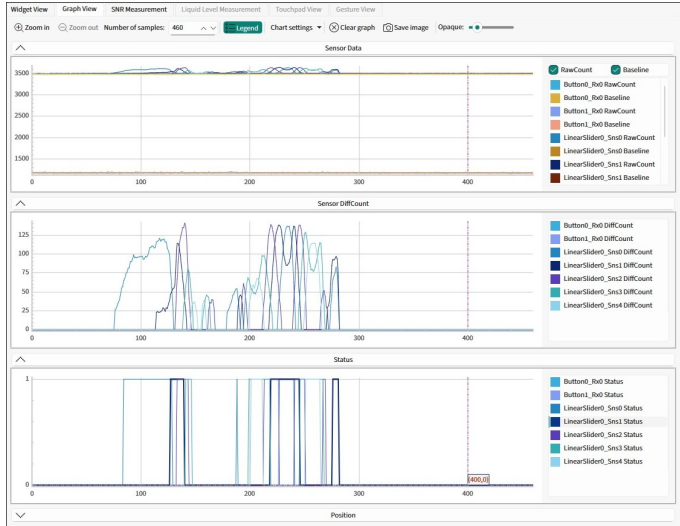 Widget View Graph View SNR Measurement Liquid Level Measurement Touchpad View Gesture View
Zoom in Zoom out Number of samples: 460 Legend Chart settings Clear graph Save image Opaque:
Sensor Data
3500
3000
2500
2000
1500
0 100 200 300 400
RawCount Baseline
Button0_Rx0 RawCount
Button0_Rx0 Baseline
Button1_Rx0 RawCount
Button1_Rx0 Baseline
LinearSlider0_Sns0 RawCount
LinearSlider0_Sns0 Baseline
LinearSlider0_Sns1 RawCount
LinearSlider0_Sns1 Baseline
Sensor DiffCount
125
100
75
50
25
0
0 100 200 300 400
Button0_Rx0 DiffCount
Button1_Rx0 DiffCount
LinearSlider0_Sns0 DiffCount
LinearSlider0_Sns1 DiffCount
LinearSlider0_Sns2 DiffCount
LinearSlider0_Sns3 DiffCount
LinearSlider0_Sns4 DiffCount
Status
1
0
(400,0)
0 100 200 300 400
Button0_Rx0 Status
Button1_Rx0 Status
LinearSlider0_Sns0 Status
LinearSlider0_Sns1 Status
LinearSlider0_Sns2 Status
LinearSlider0_Sns3 Status
LinearSlider0_Sns4 Status
Position